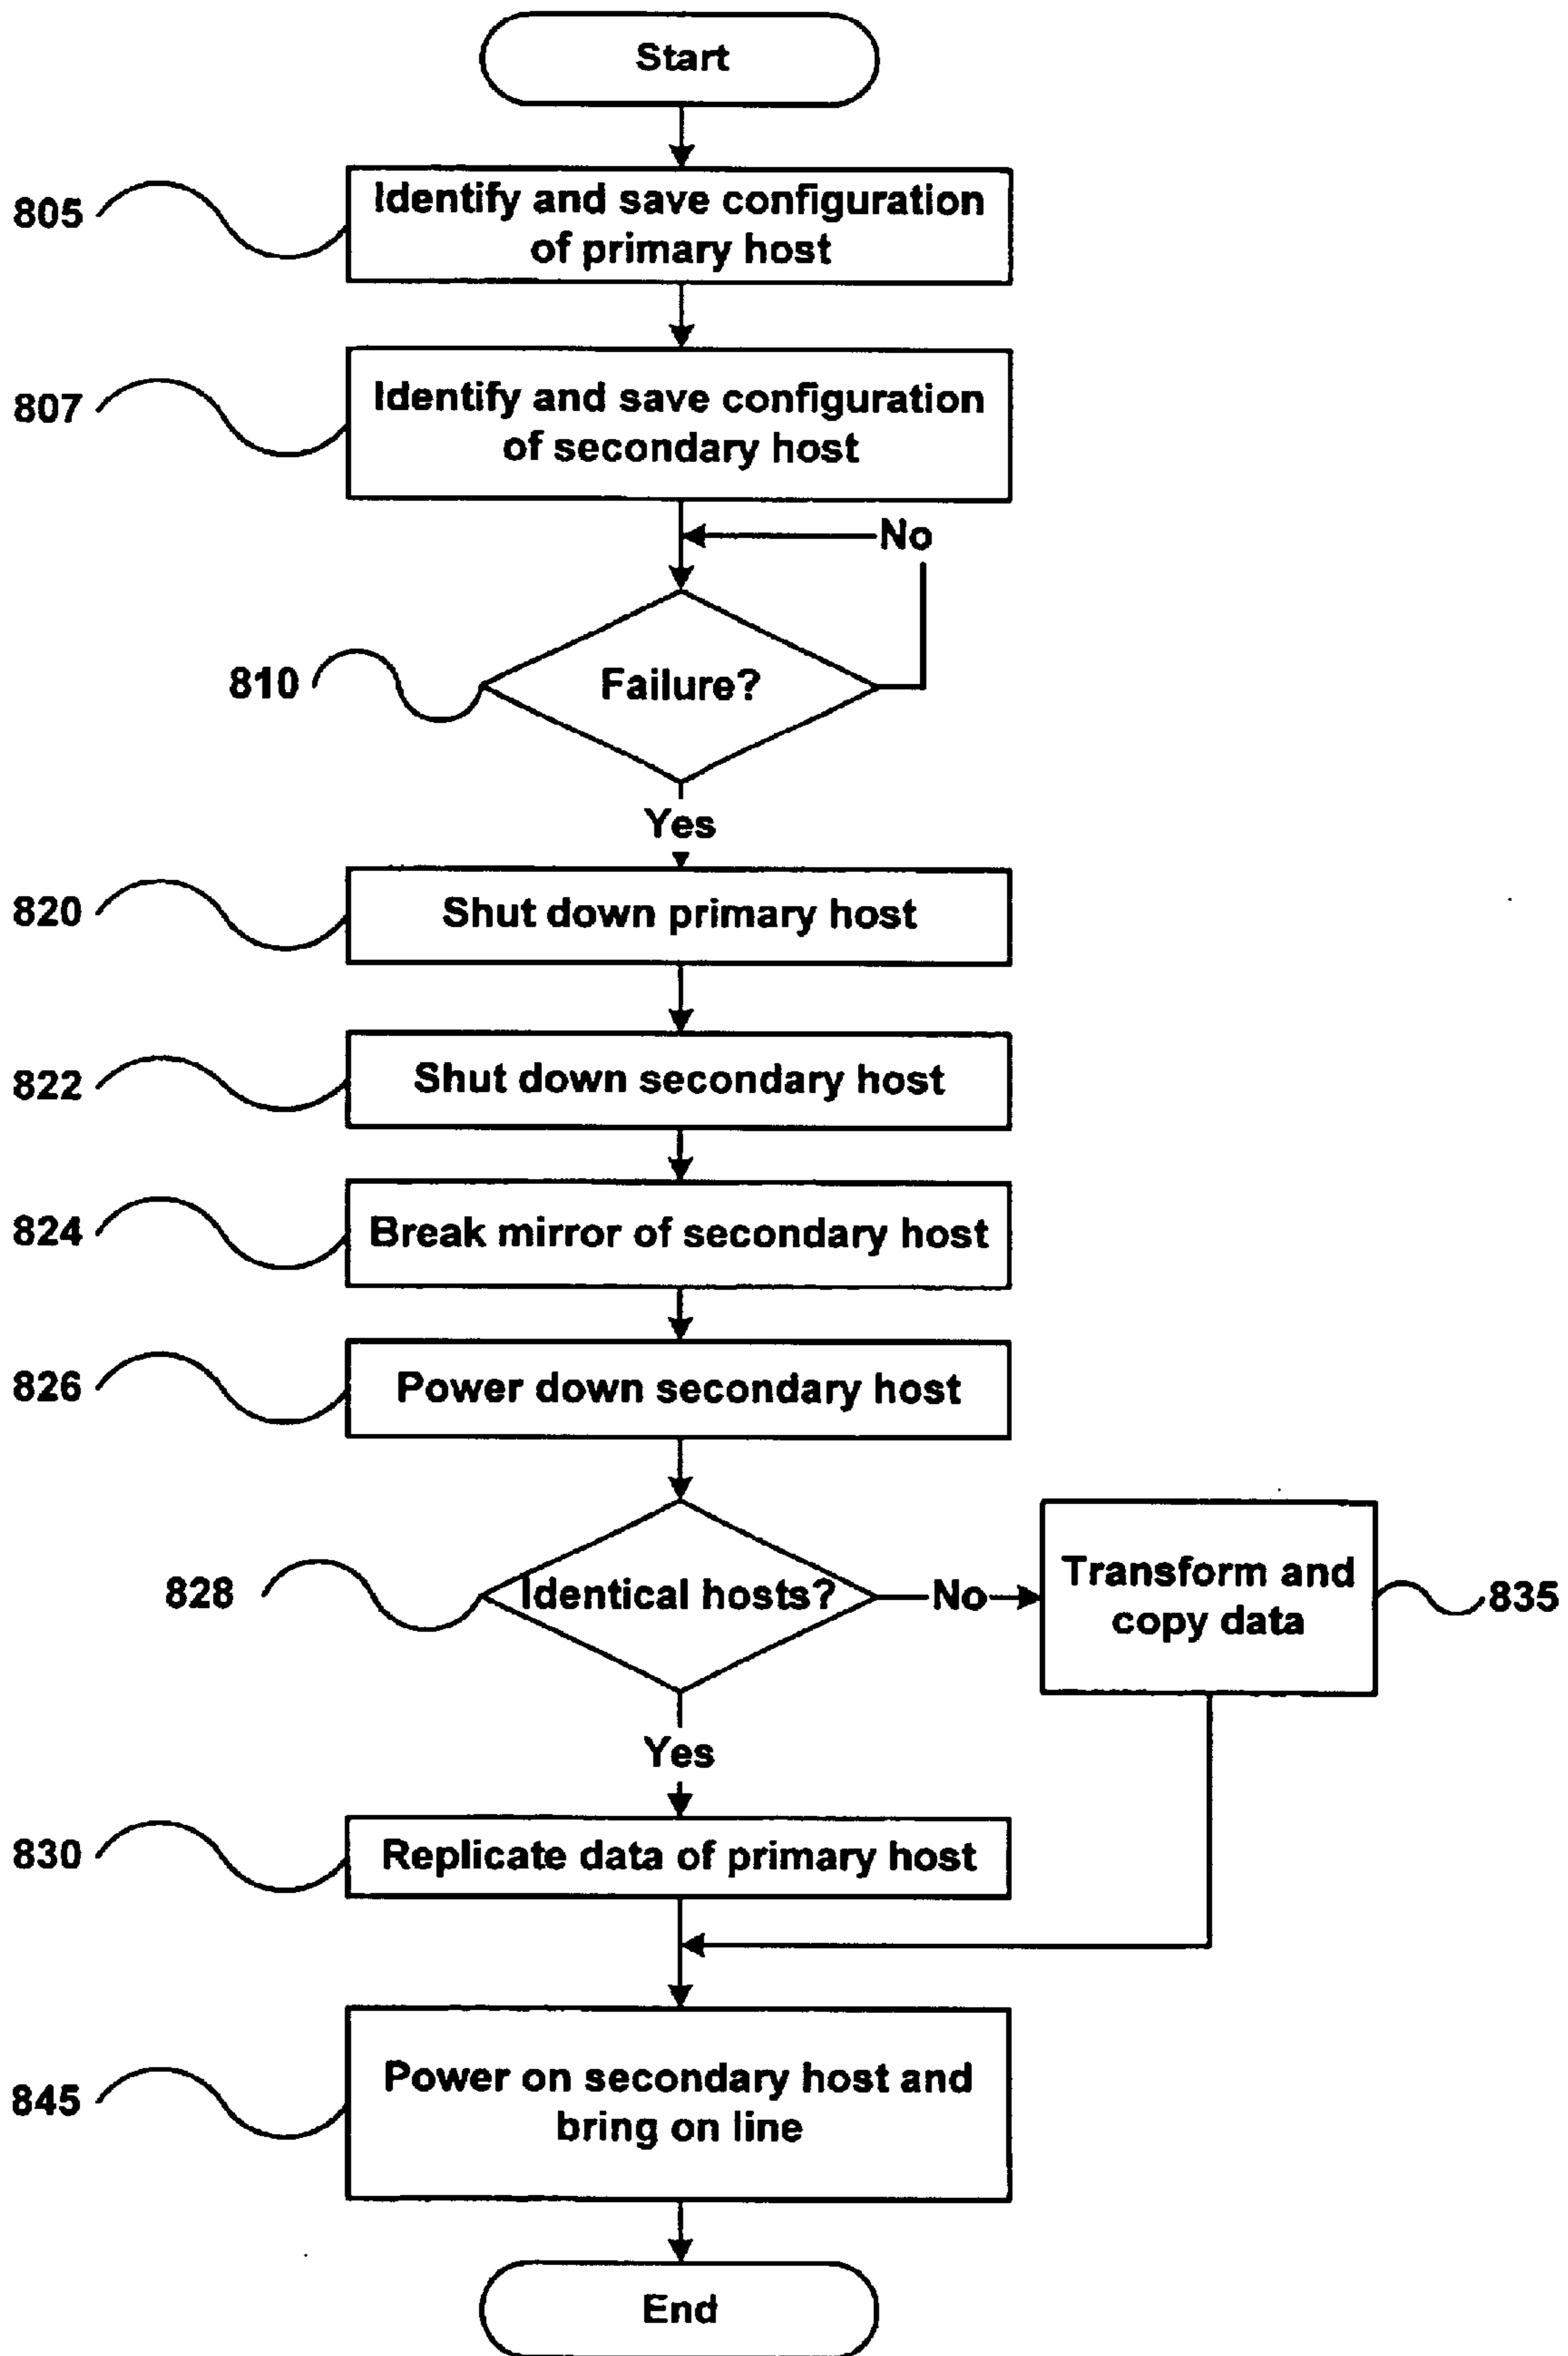 Start
805
Identify and save configuration
of primary host
807
Identify and save configuration
of secondary host
No
810
Failure?
Yes
820
Shut down primary host
822
Shut down secondary host
824
Break mirror of secondary host
826
Power down secondary host
828
Identical hosts?
No
Transform and
copy data
835
Yes
830
Replicate data of primary host
845
Power on secondary host and
bring on line
End